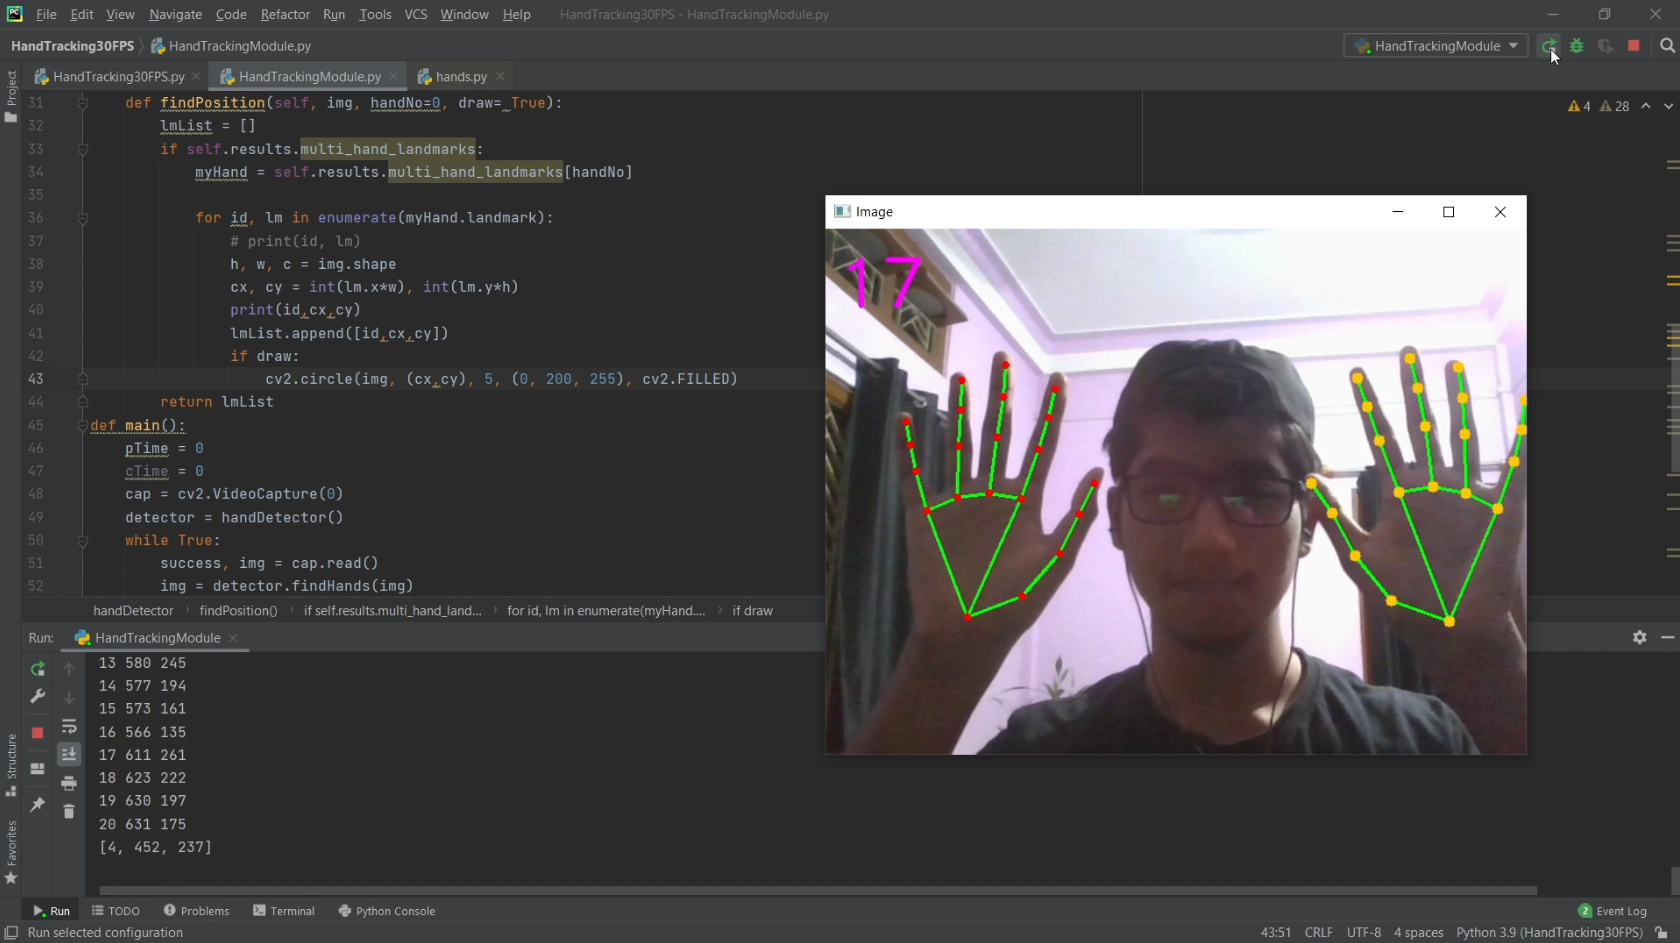 File Edit View Navigate Code Refactor Run Tools VCS Window Help HandTracking30FPS - HandTrackingModule.py
HandTracking30FPS HandTrackingModule.py HandTrackingModule
Project
HandTracking30FPS.py HandTrackingModule.py hands.py
31 def findPosition(self, img, handNo=0, draw= True):
4 28
32 lmList = []
33 if self.results.multi_hand_landmarks:
34 myHand = self.results.multi_hand_landmarks[handNo]
35
36 for id, lm in enumerate(myHand.landmark):
37 # print(id, lm)
38 h, w, c = img.shape
39 cx, cy = int(lm.x*w), int(lm.y*h)
40 print(id,cx,cy)
41 lmList.append([id,cx,cy])
42 if draw:
43 cv2.circle(img, (cx,cy), 5, (0, 200, 255), cv2.FILLED)
44 return lmList
45 def main():
46 pTime = 0
47 cTime = 0
48 cap = cv2.VideoCapture(0)
49 detector = handDetector()
50 while True:
51 success, img = cap.read()
52 img = detector.findHands(img)
Image
17
handDetector findPosition() if self.results.multi_hand_land... for id, lm in enumerate(myHand.... if draw
Run: HandTrackingModule
13 580 245
14 577 194
15 573 161
16 566 135
17 611 261
18 623 222
19 630 197
20 631 175
[4, 452, 237]
Structure
Favorites
Run TODO Problems Terminal Python Console 2 Event Log
Run selected configuration 43:51 CRLF UTF-8 4 spaces Python 3.9 (HandTracking30FPS)